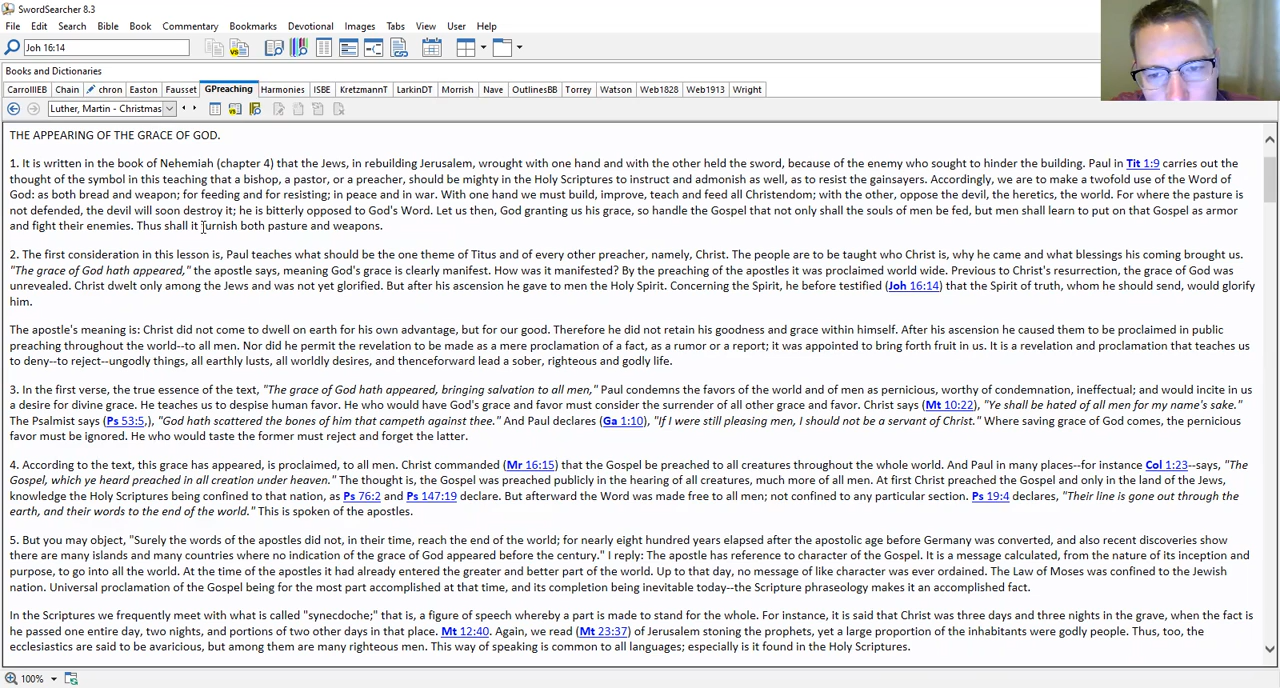 SwordSearcher 8.3
File Edit Search Bible Book Commentary Bookmarks Devotional Images Tabs View User Help
Joh 16:14
Books and Dictionaries
CarrollIEB Chain chron Easton Fausset GPreaching Harmonies ISBE KretzmannT LarkinDT Morrish Nave OutlinesBB Torrey Watson Web1828 Web1913 Wright
Luther, Martin - Christmas
THE APPEARING OF THE GRACE OF GOD.
1. It is written in the book of Nehemiah (chapter 4) that the Jews, in rebuilding Jerusalem, wrought with one hand and with the other held the sword, because of the enemy who sought to hinder the building. Paul in Tit 1:9 carries out the
thought of the symbol in this teaching that a bishop, a pastor, or a preacher, should be mighty in the Holy Scriptures to instruct and admonish as well, as to resist the gainsayers. Accordingly, we are to make a twofold use of the Word of
God: as both bread and weapon; for feeding and for resisting; in peace and in war. With one hand we must build, improve, teach and feed all Christendom; with the other, oppose the devil, the heretics, the world. For where the pasture is
not defended, the devil will soon destroy it; he is bitterly opposed to God's Word. Let us then, God granting us his grace, so handle the Gospel that not only shall the souls of men be fed, but men shall learn to put on that Gospel as armor
and fight their enemies. Thus shall it furnish both pasture and weapons.
2. The first consideration in this lesson is, Paul teaches what should be the one theme of Titus and of every other preacher, namely, Christ. The people are to be taught who Christ is, why he came and what blessings his coming brought us.
"The grace of God hath appeared," the apostle says, meaning God's grace is clearly manifest. How was it manifested? By the preaching of the apostles it was proclaimed world wide. Previous to Christ's resurrection, the grace of God was
unrevealed. Christ dwelt only among the Jews and was not yet glorified. But after his ascension he gave to men the Holy Spirit. Concerning the Spirit, he before testified (Joh 16:14) that the Spirit of truth, whom he should send, would glorify
him.
The apostle's meaning is: Christ did not come to dwell on earth for his own advantage, but for our good. Therefore he did not retain his goodness and grace within himself. After his ascension he caused them to be proclaimed in public
preaching throughout the world--to all men. Nor did he permit the revelation to be made as a mere proclamation of a fact, as a rumor or a report; it was appointed to bring forth fruit in us. It is a revelation and proclamation that teaches us
to deny--to reject--ungodly things, all earthly lusts, all worldly desires, and thenceforward lead a sober, righteous and godly life.
3. In the first verse, the true essence of the text, "The grace of God hath appeared, bringing salvation to all men," Paul condemns the favors of the world and of men as pernicious, worthy of condemnation, ineffectual; and would incite in us
a desire for divine grace. He teaches us to despise human favor. He who would have God's grace and favor must consider the surrender of all other grace and favor. Christ says (Mt 10:22), "Ye shall be hated of all men for my name's sake."
The Psalmist says (Ps 53:5,), "God hath scattered the bones of him that campeth against thee." And Paul declares (Ga 1:10), "If I were still pleasing men, I should not be a servant of Christ." Where saving grace of God comes, the pernicious
favor must be ignored. He who would taste the former must reject and forget the latter.
4. According to the text, this grace has appeared, is proclaimed, to all men. Christ commanded (Mr 16:15) that the Gospel be preached to all creatures throughout the whole world. And Paul in many places--for instance Col 1:23--says, "The
Gospel, which ye heard preached in all creation under heaven." The thought is, the Gospel was preached publicly in the hearing of all creatures, much more of all men. At first Christ preached the Gospel and only in the land of the Jews,
knowledge the Holy Scriptures being confined to that nation, as Ps 76:2 and Ps 147:19 declare. But afterward the Word was made free to all men; not confined to any particular section. Ps 19:4 declares, "Their line is gone out through the
earth, and their words to the end of the world." This is spoken of the apostles.
5. But you may object, "Surely the words of the apostles did not, in their time, reach the end of the world; for nearly eight hundred years elapsed after the apostolic age before Germany was converted, and also recent discoveries show
there are many islands and many countries where no indication of the grace of God appeared before the century." I reply: The apostle has reference to character of the Gospel. It is a message calculated, from the nature of its inception and
purpose, to go into all the world. At the time of the apostles it had already entered the greater and better part of the world. Up to that day, no message of like character was ever ordained. The Law of Moses was confined to the Jewish
nation. Universal proclamation of the Gospel being for the most part accomplished at that time, and its completion being inevitable today--the Scripture phraseology makes it an accomplished fact.
In the Scriptures we frequently meet with what is called "synecdoche;" that is, a figure of speech whereby a part is made to stand for the whole. For instance, it is said that Christ was three days and three nights in the grave, when the fact is
he passed one entire day, two nights, and portions of two other days in that place. Mt 12:40. Again, we read (Mt 23:37) of Jerusalem stoning the prophets, yet a large proportion of the inhabitants were godly people. Thus, too, the
ecclesiastics are said to be avaricious, but among them are many righteous men. This way of speaking is common to all languages; especially is it found in the Holy Scriptures.
100%